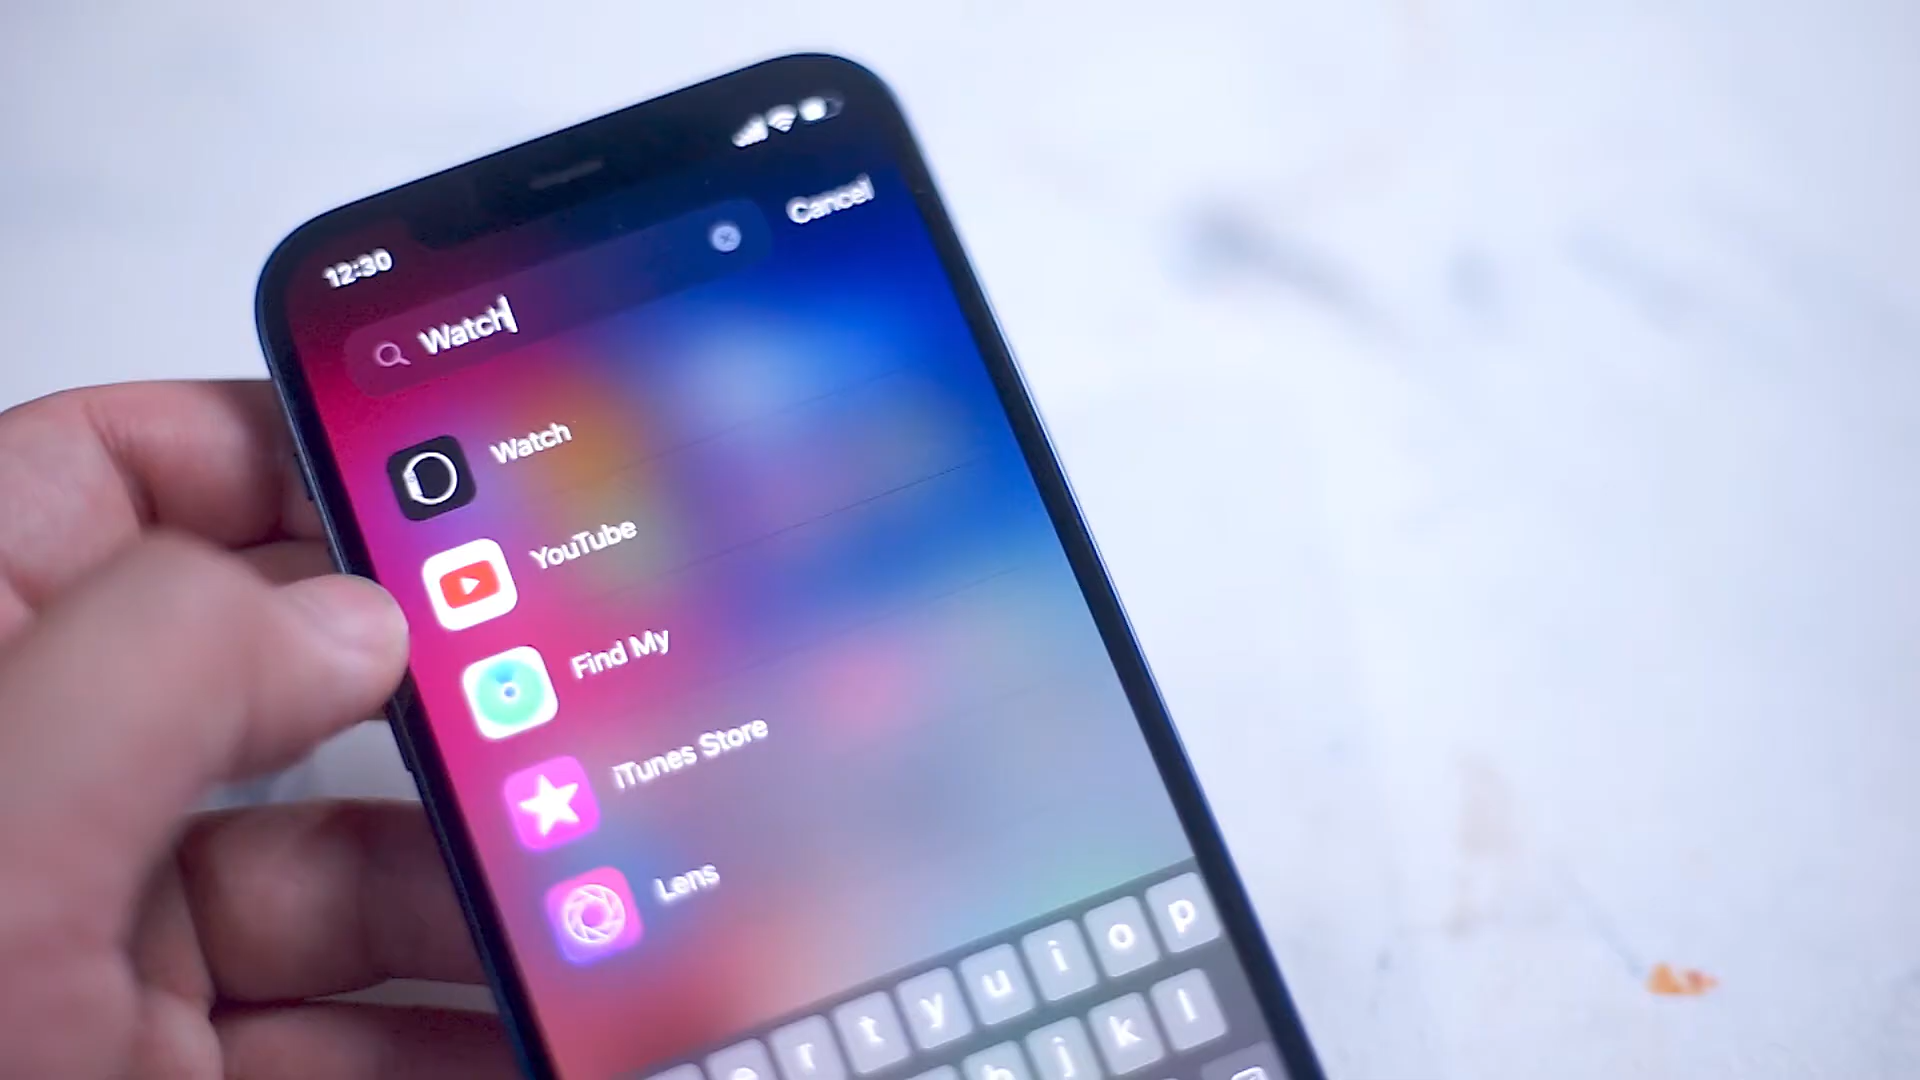 12:30
Cancel
Watch
Watch
YouTube
Find My
iTunes Store
Lens
e r t y u i o p
h j k l